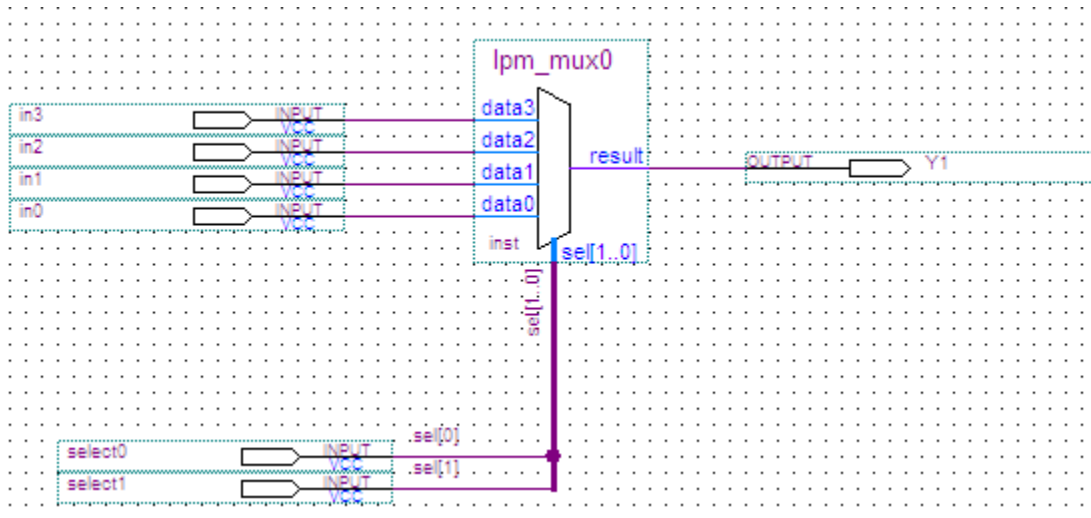 lpm_mux0
in3 INPUT VCC data3
in2 INPUT VCC data2
in1 INPUT VCC data1
in0 INPUT VCC data0
result OUTPUT Y1
inst
sel[1..0]
sel[1..0]
select0 INPUT VCC .sel[0]
select1 INPUT VCC .sel[1]